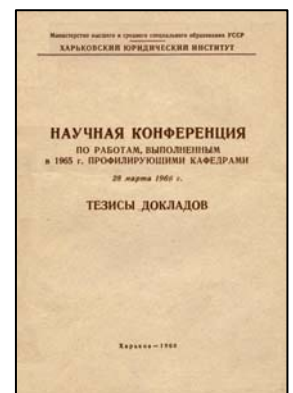 Министерство высшего и среднего специального образования УССР
ХАРЬКОВСКИЙ ЮРИДИЧЕСКИЙ ИНСТИТУТ
НАУЧНАЯ КОНФЕРЕНЦИЯ
ПО РАБОТАМ, ВЫПОЛНЕННЫМ
в 1965 г. ПРОФИЛИРУЮЩИМИ КАФЕДРАМИ
28 марта 1966 г.
ТЕЗИСЫ ДОКЛАДОВ
Харьков — 1966